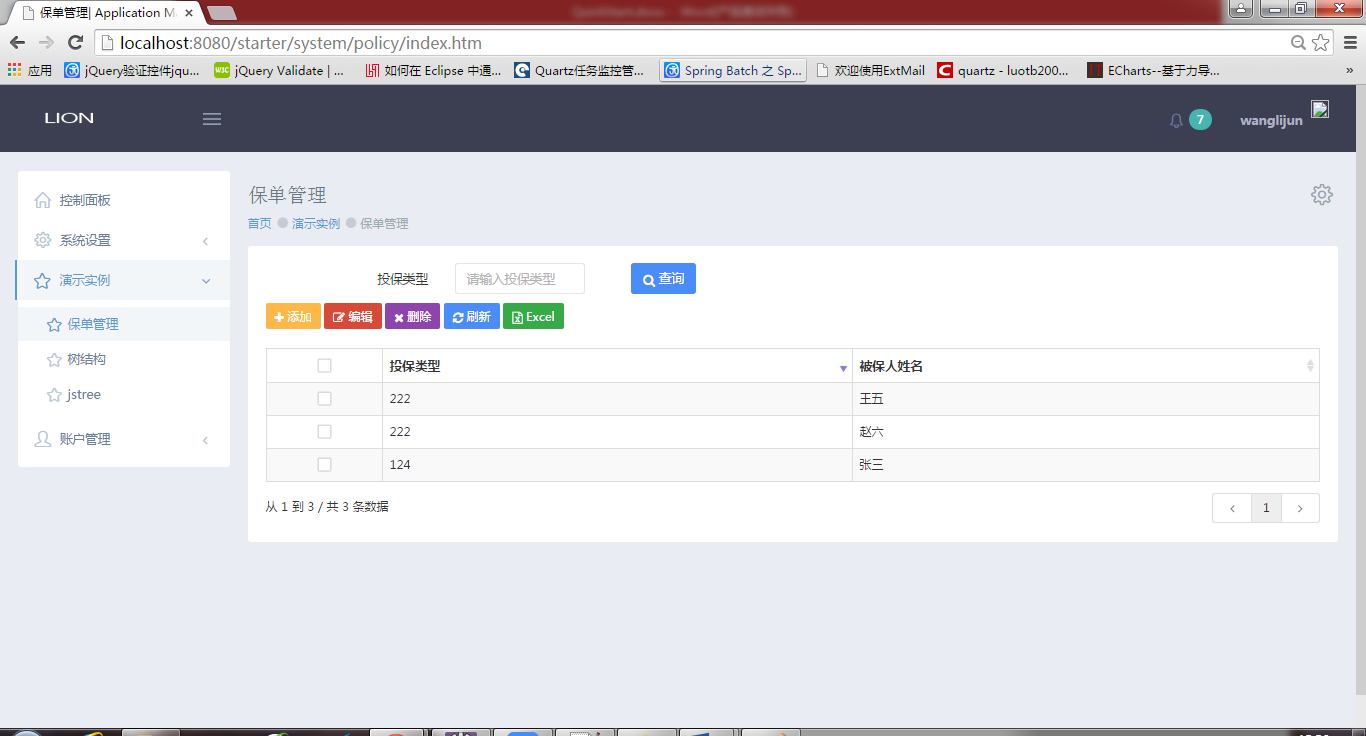 保单管理| Application M
localhost:8080/starter/system/policy/index.htm
应用 jQuery验证控件jqu... jQuery Validate | ... 如何在 Eclipse 中通... Quartz任务监控管... Spring Batch 之 Sp... 欢迎使用ExtMail quartz - luotb200... ECharts--基于力导... »
LION 7 wanglijun
控制面板
系统设置
演示实例
保单管理
树结构
jstree
账户管理
保单管理
首页 演示实例 保单管理
投保类型 请输入投保类型 查询
添加 编辑 删除 刷新 Excel
投保类型 被保人姓名
222 王五
222 赵六
124 张三
从 1 到 3 / 共 3 条数据
‹ 1 ›